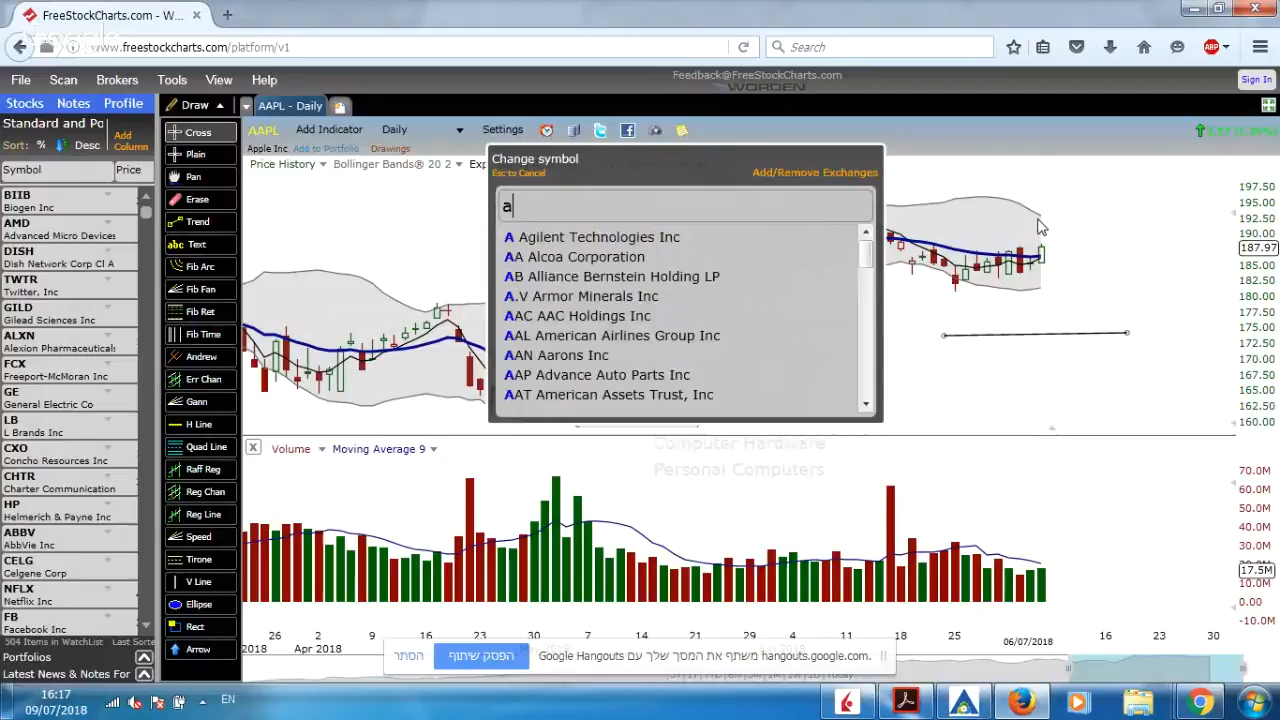 FreeStockCharts.com - W...
www.freestockcharts.com/platform/v1
Search
ABP
File Scan Brokers Tools View Help
Feedback@FreeStockCharts.com
WORDEN
Sign In
Stocks Notes Profile
Draw
AAPL - Daily
Standard and Po
Add Column
Sort: % Desc
Symbol Price
AAPL Add Indicator Daily Settings
Apple Inc Add to Portfolio Drawings
Price History Bollinger Bands® 20 2 Exp
BIIB
Biogen Inc
AMD
Advanced Micro Devices
DISH
Dish Network Corp Cl A
TWTR
Twitter, Inc
GILD
Gilead Sciences Inc
ALXN
Alexion Pharmaceuticals
FCX
Freeport-McMoran Inc
GE
General Electric Co
LB
L Brands Inc
CXO
Concho Resources Inc
CHTR
Charter Communication
HP
Helmerich & Payne Inc
ABBV
AbbVie Inc
CELG
Celgene Corp
NFLX
Netflix Inc
FB
Facebook Inc
304 Items in WatchList Last Sorte
Portfolios
Latest News & Notes For
Cross
Plain
Pan
Erase
Trend
Text
Fib Arc
Fib Fan
Fib Ret
Fib Time
Andrew
Err Chan
Gann
H Line
Quad Line
Raff Reg
Reg Chan
Reg Line
Speed
Tirone
V Line
Ellipse
Rect
Arrow
Change symbol
Esc to Cancel
Add/Remove Exchanges
a
A Agilent Technologies Inc
AA Alcoa Corporation
AB Alliance Bernstein Holding LP
A.V Armor Minerals Inc
AAC AAC Holdings Inc
AAL American Airlines Group Inc
AAN Aarons Inc
AAP Advance Auto Parts Inc
AAT American Assets Trust, Inc
Computer Hardware
Personal Computers
197.50
195.00
192.50
190.00
187.97
185.00
182.50
180.00
177.50
175.00
172.50
170.00
167.50
165.00
162.50
160.00
Volume Moving Average 9
70.0M
60.0M
50.0M
40.0M
30.0M
17.5M
10.0M
0.00
-10.0M
26 2 9 16 23 30 7 14 21 29 4 11 18 25 06/07/2018 16 23 30
2018 Apr 2018
הסתר
הפסק שיתוף
Google Hangouts משתף את המסך שלך עם hangouts.google.com.
16:17
09/07/2018
EN